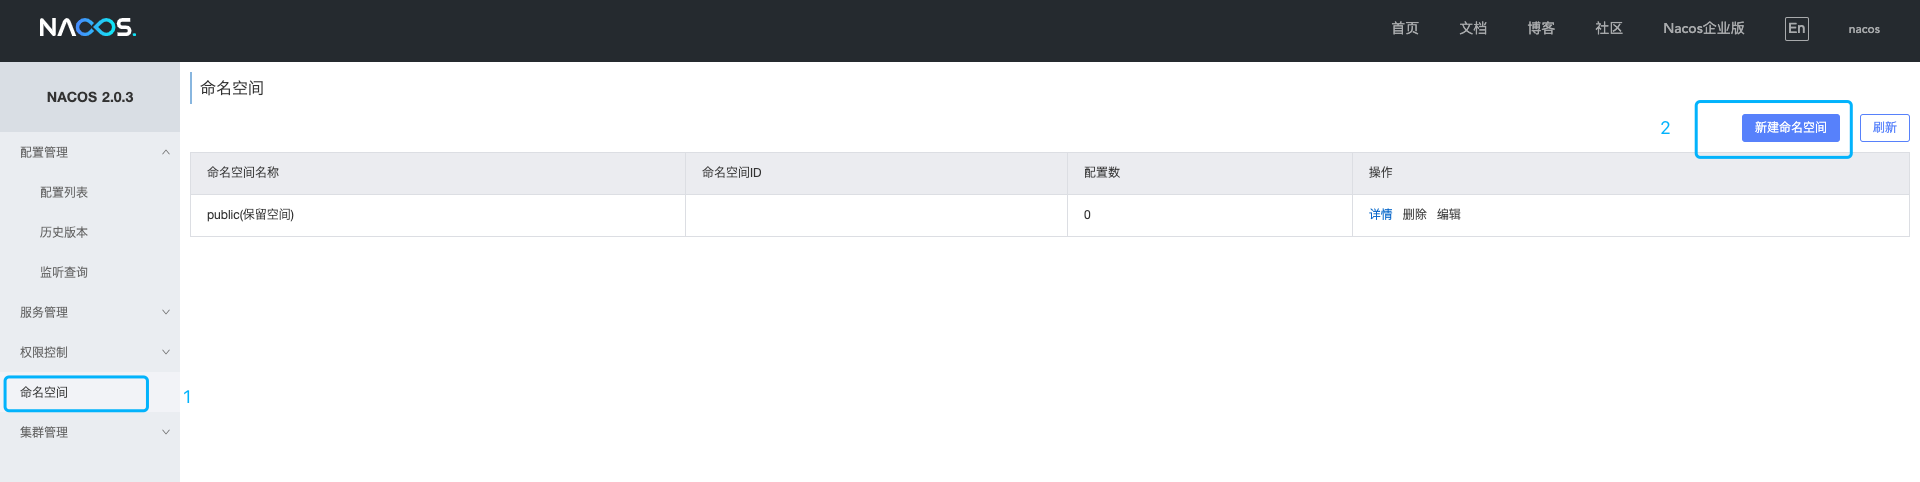 NACOS.
首页 文档 博客 社区 Nacos企业版 En nacos
NACOS 2.0.3
配置管理
配置列表
历史版本
监听查询
服务管理
权限控制
命名空间
1
集群管理
命名空间
2
新建命名空间 刷新
命名空间名称 命名空间ID 配置数 操作
public(保留空间) 0 详情 删除 编辑